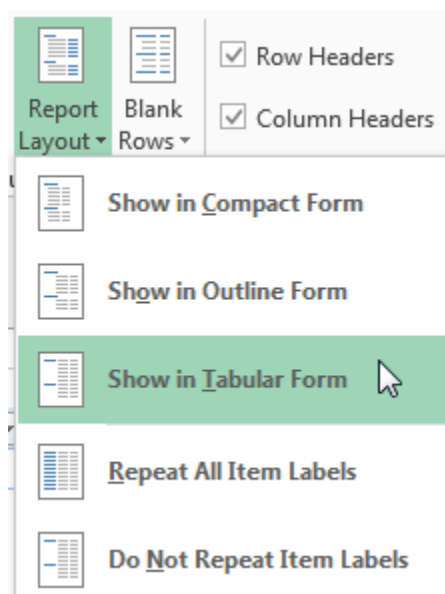 Report Layout
Blank Rows
Row Headers
Column Headers
Show in Compact Form
Show in Outline Form
Show in Tabular Form
Repeat All Item Labels
Do Not Repeat Item Labels